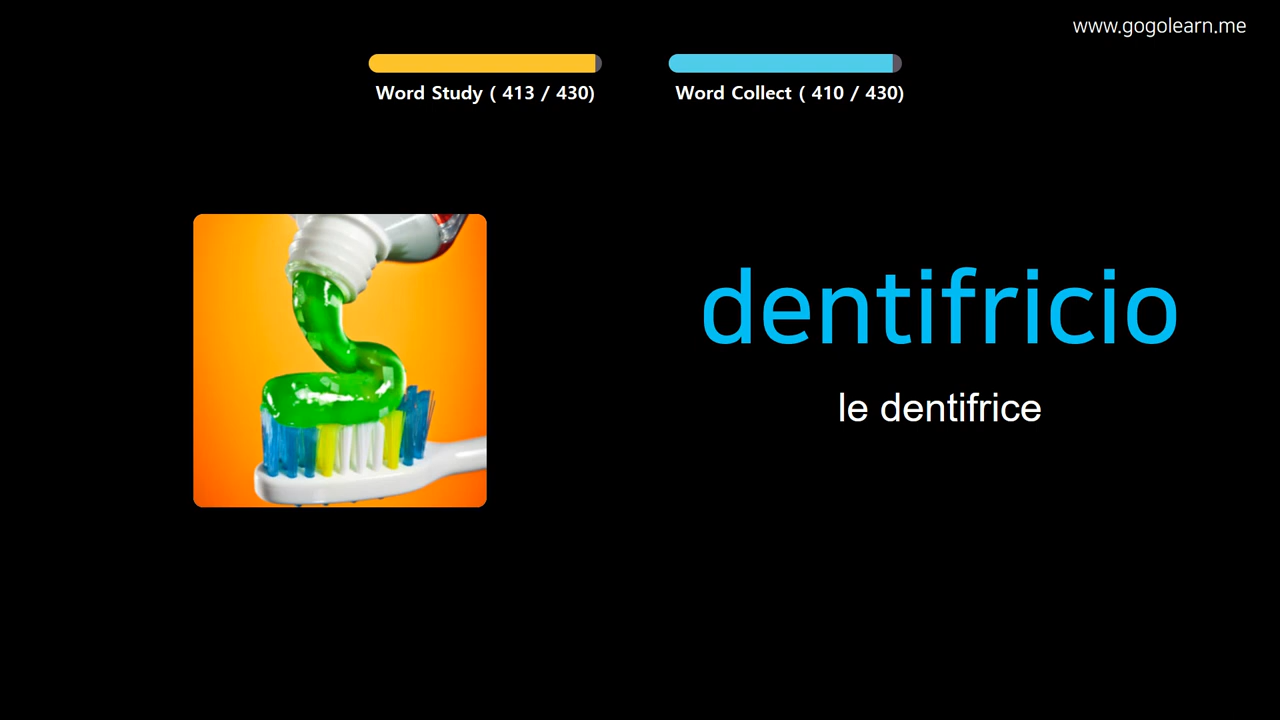 www.gogolearn.me
Word Study ( 413 / 430)
Word Collect ( 410 / 430)
dentifricio
le dentifrice